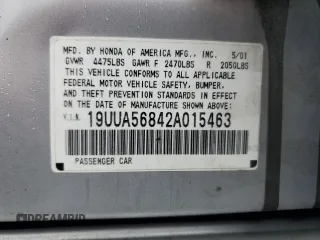 MFD. BY HONDA OF AMERICA MFG., INC. 5/01
GVWR 4475LBS GAWR F 2470LBS R 2050LBS
THIS VEHICLE CONFORMS TO ALL APPLICABLE
FEDERAL MOTOR VEHICLE SAFETY, BUMPER,
AND THEFT PREVENTION STANDARDS IN EFFECT
ON THE DATE OF MANUFACTURE SHOWN ABOVE.
V.I.N. 19UUA56842A015463
PASSENGER CAR
IDREAMBID